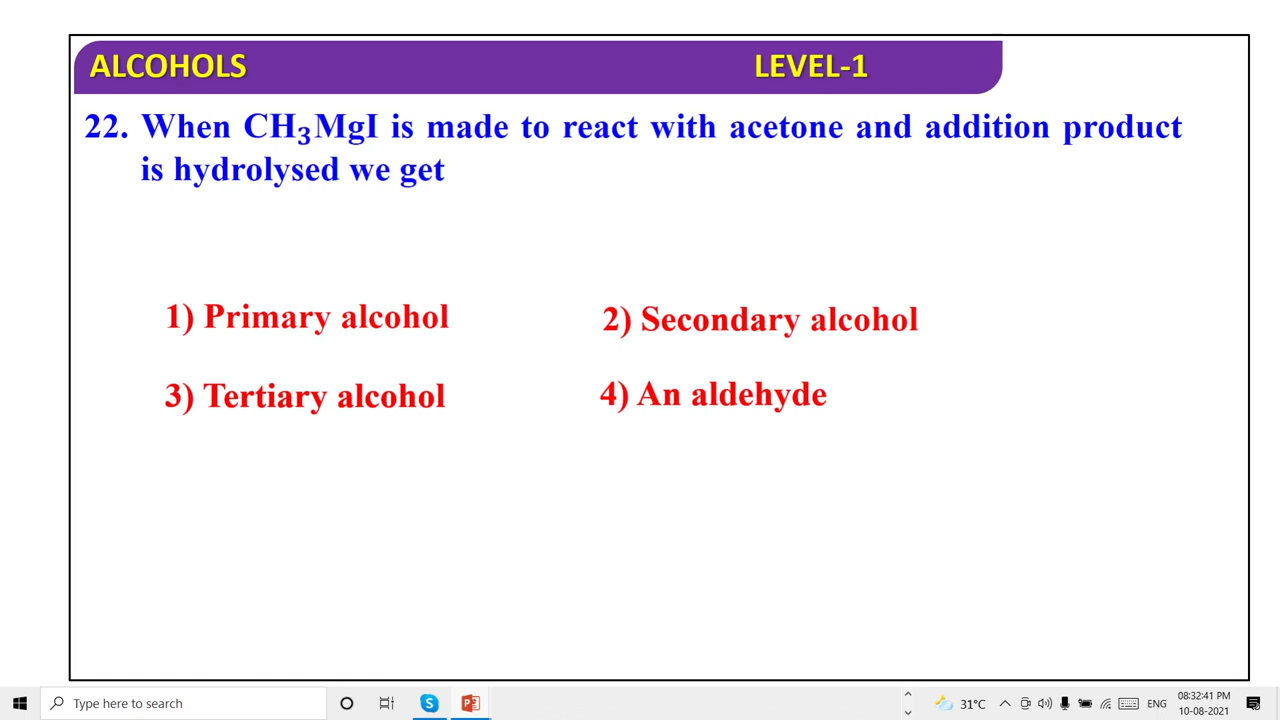 ALCOHOLS LEVEL-1
22. When CH₃MgI is made to react with acetone and addition product
is hydrolysed we get
1) Primary alcohol 2) Secondary alcohol
3) Tertiary alcohol 4) An aldehyde
Type here to search 31°C ENG 08:32:41 PM
10-08-2021